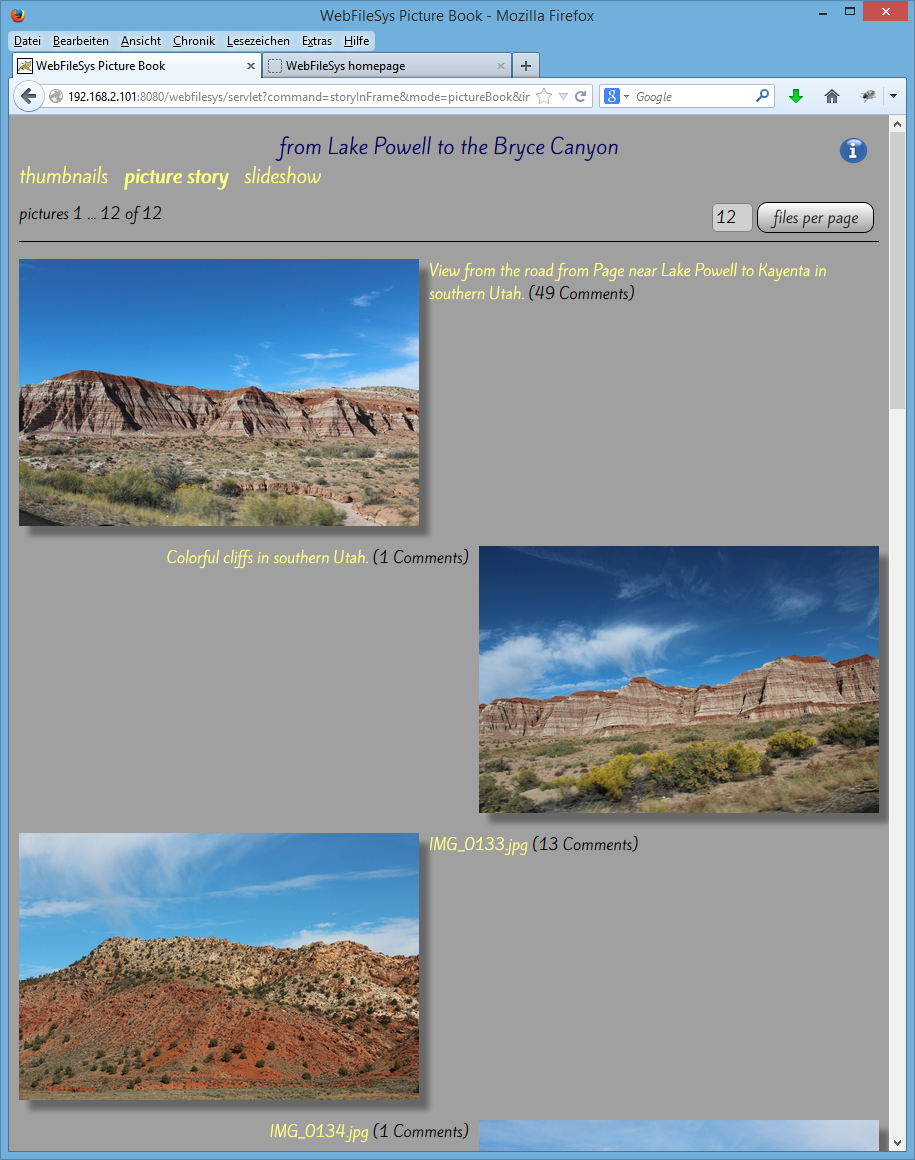 WebFileSys Picture Book - Mozilla Firefox
Datei Bearbeiten Ansicht Chronik Lesezeichen Extras Hilfe
WebFileSys Picture Book
WebFileSys homepage
192.168.2.101:8080/webfilesys/servlet?command=storyInFrame&mode=pictureBook&ir
8 Google
from Lake Powell to the Bryce Canyon
thumbnails picture story slideshow
pictures 1 ... 12 of 12
12 files per page
View from the road from Page near Lake Powell to Kayenta in
southern Utah. (49 Comments)
Colorful cliffs in southern Utah. (1 Comments)
IMG_0133.jpg (13 Comments)
IMG_0134.jpg (1 Comments)